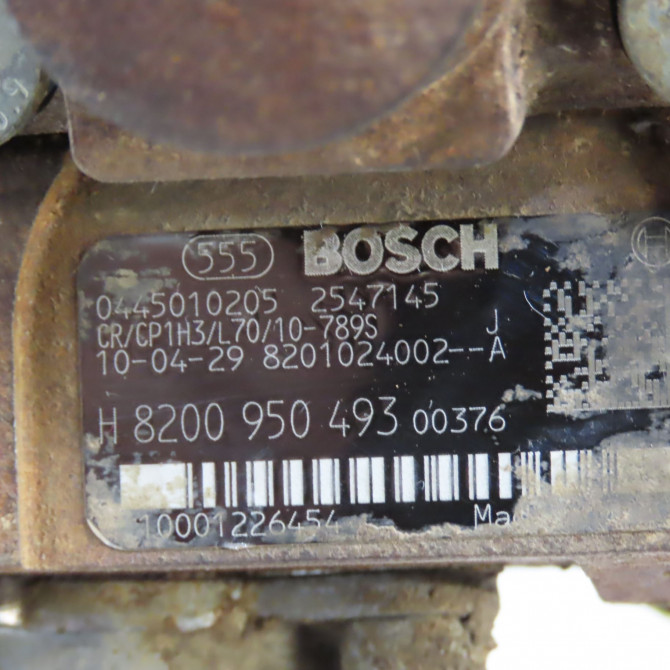 555 BOSCH H
0445010205 2547145
CR/CP1H3/L70/10-789S J
10-04-29 8201024002--A
H 8200 950 493 00376
10001226454